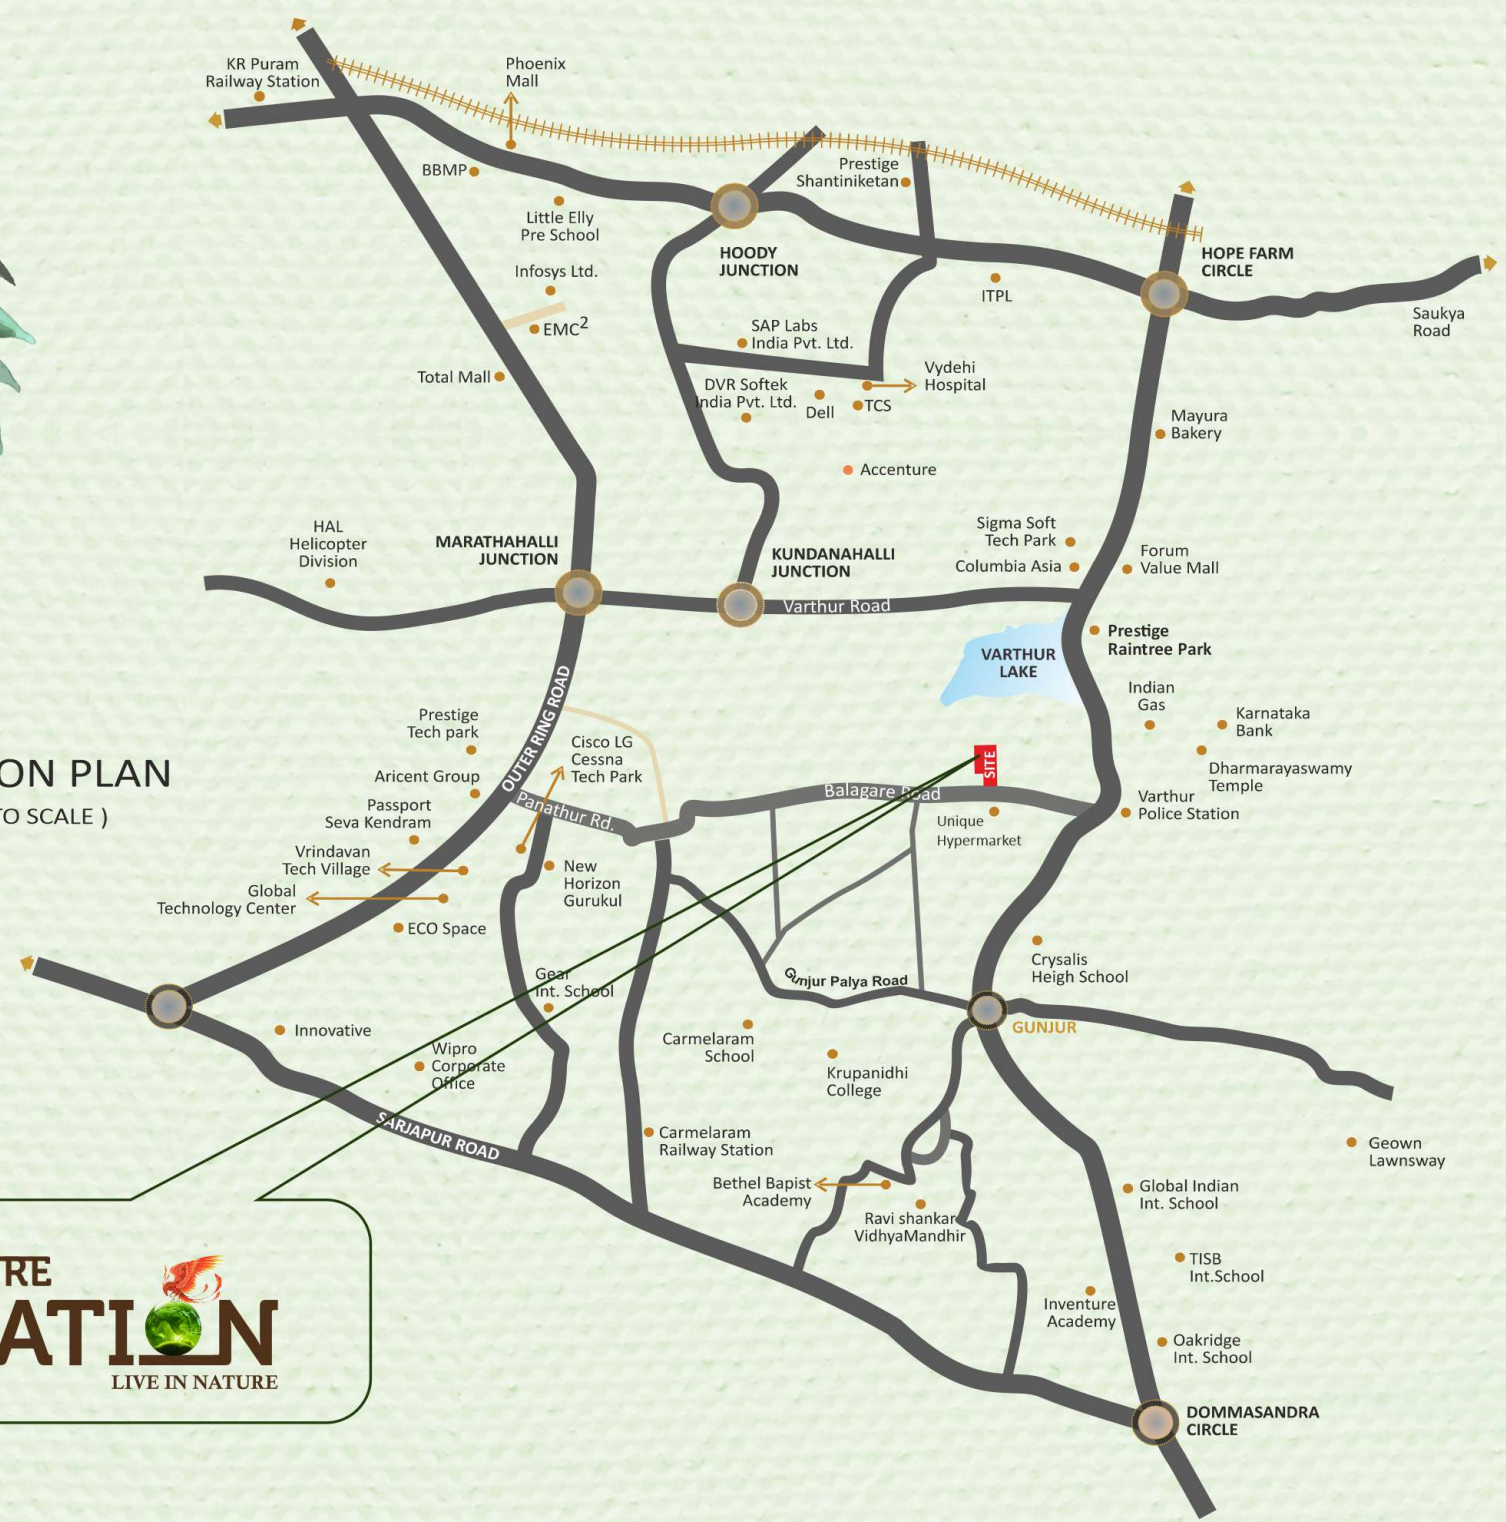 KR Puram
Railway Station
Phoenix
Mall
BBMP
Little Elly
Pre School
Prestige
Shantiniketan
HOODY
JUNCTION
HOPE FARM
CIRCLE
Infosys Ltd.
EMC2
ITPL
Saukya
Road
SAP Labs
India Pvt. Ltd.
Total Mall
DVR Softek
India Pvt. Ltd.
Dell
TCS
Vydehi
Hospital
Mayura
Bakery
Accenture
HAL
Helicopter
Division
MARATHAHALLI
JUNCTION
KUNDANAHALLI
JUNCTION
Sigma Soft
Tech Park
Columbia Asia
Forum
Value Mall
Varthur Road
VARTHUR
LAKE
Prestige
Raintree Park
OUTER RING ROAD
Indian
Gas
Karnataka
Bank
Prestige
Tech park
Cisco LG
Cessna
Tech Park
SITE
Dharmarayaswamy
Temple
ON PLAN
TO SCALE )
Aricent Group
Passport
Seva Kendram
Panathur Rd.
Balagare Road
Unique
Hypermarket
Varthur
Police Station
Vrindavan
Tech Village
Global
Technology Center
New
Horizon
Gurukul
ECO Space
Crysalis
Heigh School
Gear
Int. School
Gunjur Palya Road
Innovative
Wipro
Corporate
Office
Carmelaram
School
GUNJUR
Krupanidhi
College
SARJAPUR ROAD
Carmelaram
Railway Station
Geown
Lawnsway
Bethel Bapist
Academy
Ravi shankar
VidhyaMandhir
Global Indian
Int. School
TISB
Int.School
Inventure
Academy
Oakridge
Int. School
TRE
ATION
LIVE IN NATURE
DOMMASANDRA
CIRCLE